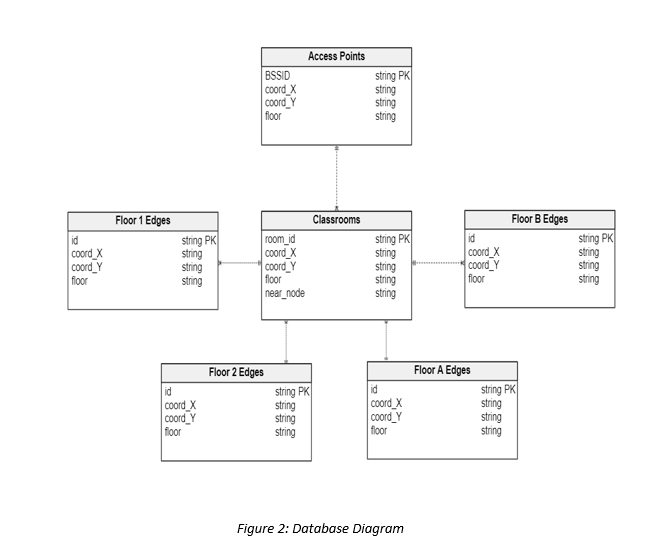 Access Points
BSSID string PK
coord_X string
coord_Y string
floor string
Floor 1 Edges
id string PK
coord_X string
coord_Y string
floor string
Classrooms
room_id string PK
coord_X string
coord_Y string
floor string
near_node string
Floor B Edges
id string PK
coord_X string
coord_Y string
floor string
Floor 2 Edges
id string PK
coord_X string
coord_Y string
floor string
Floor A Edges
id string PK
coord_X string
coord_Y string
floor string
Figure 2: Database Diagram